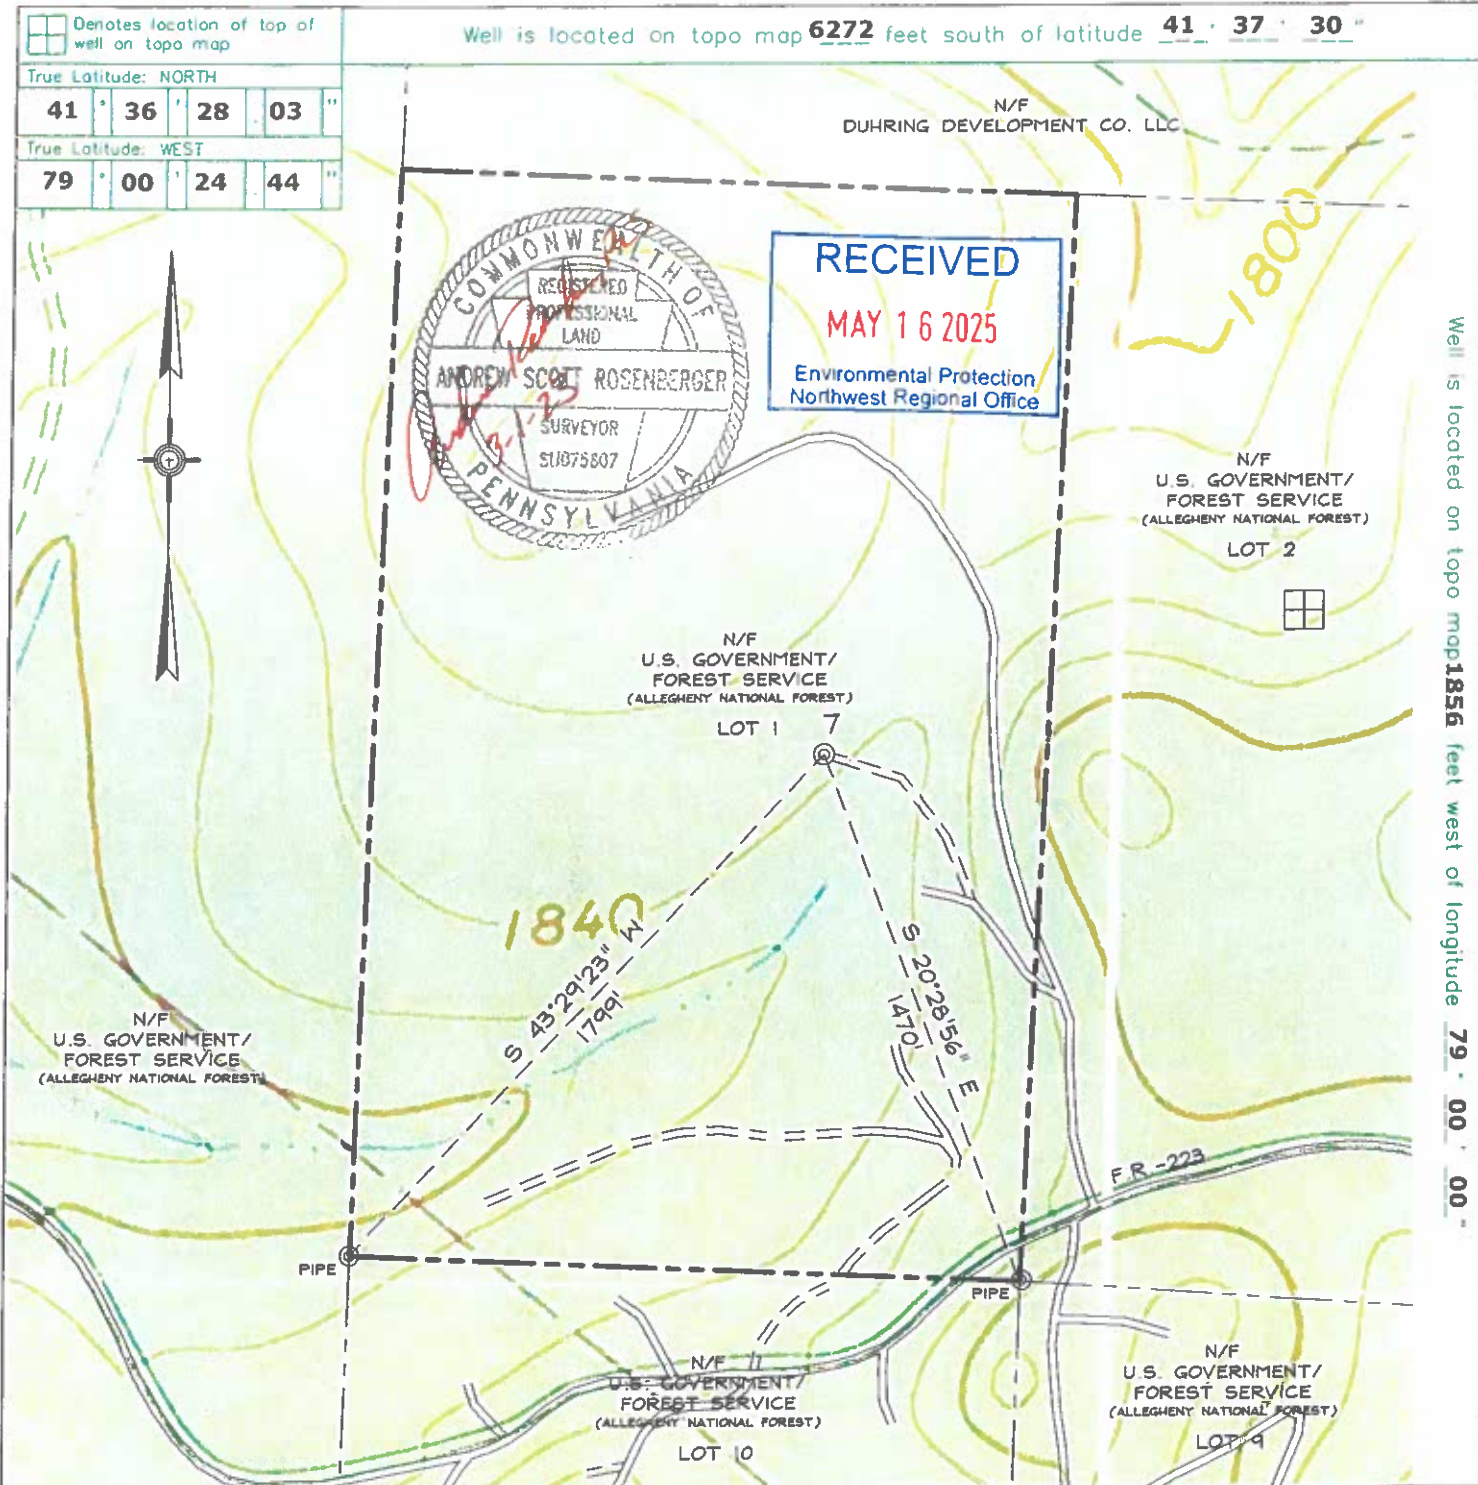 Denotes location of top of
well on topo map
Well is located on topo map 6272 feet south of latitude 41 ° 37 ' 30 "
True Latitude: NORTH
41 ° 36 ' 28 . 03 "
True Latitude: WEST
79 ° 00 ' 24 . 44 "
N/F
DUHRING DEVELOPMENT CO. LLC
1800
COMMONWEALTH OF
REGISTERED
PROFESSIONAL
LAND
ANDREW SCOTT ROSENBERGER
SURVEYOR
SU075807
PENNSYLVANIA
RECEIVED
MAY 16 2025
Environmental Protection
Northwest Regional Office
N/F
U.S. GOVERNMENT/
FOREST SERVICE
(ALLEGHENY NATIONAL FOREST)
LOT 2
Well is located on topo map 1856 feet west of longitude 79 ° 00 ' 00 "
N/F
U.S. GOVERNMENT/
FOREST SERVICE
(ALLEGHENY NATIONAL FOREST)
LOT 1
7
1840
S 43°29'23" W
1799'
S 20°28'56" E
1470'
N/F
U.S. GOVERNMENT/
FOREST SERVICE
(ALLEGHENY NATIONAL FOREST)
F.R.-223
PIPE
PIPE
N/F
U.S. GOVERNMENT/
FOREST SERVICE
(ALLEGHENY NATIONAL FOREST)
LOT 10
N/F
U.S. GOVERNMENT/
FOREST SERVICE
(ALLEGHENY NATIONAL FOREST)
LOT 9